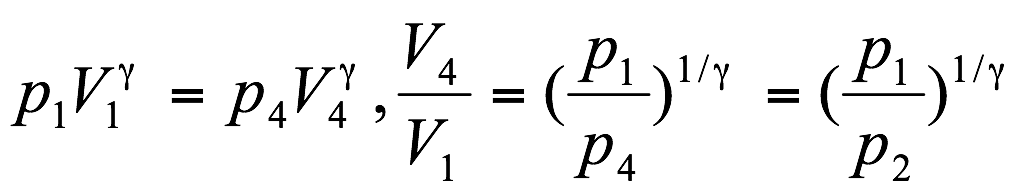 p₁V₁^γ = p₄V₄^γ , V₄/V₁ = (p₁/p₄)^1/γ = (p₁/p₂)^1/γ